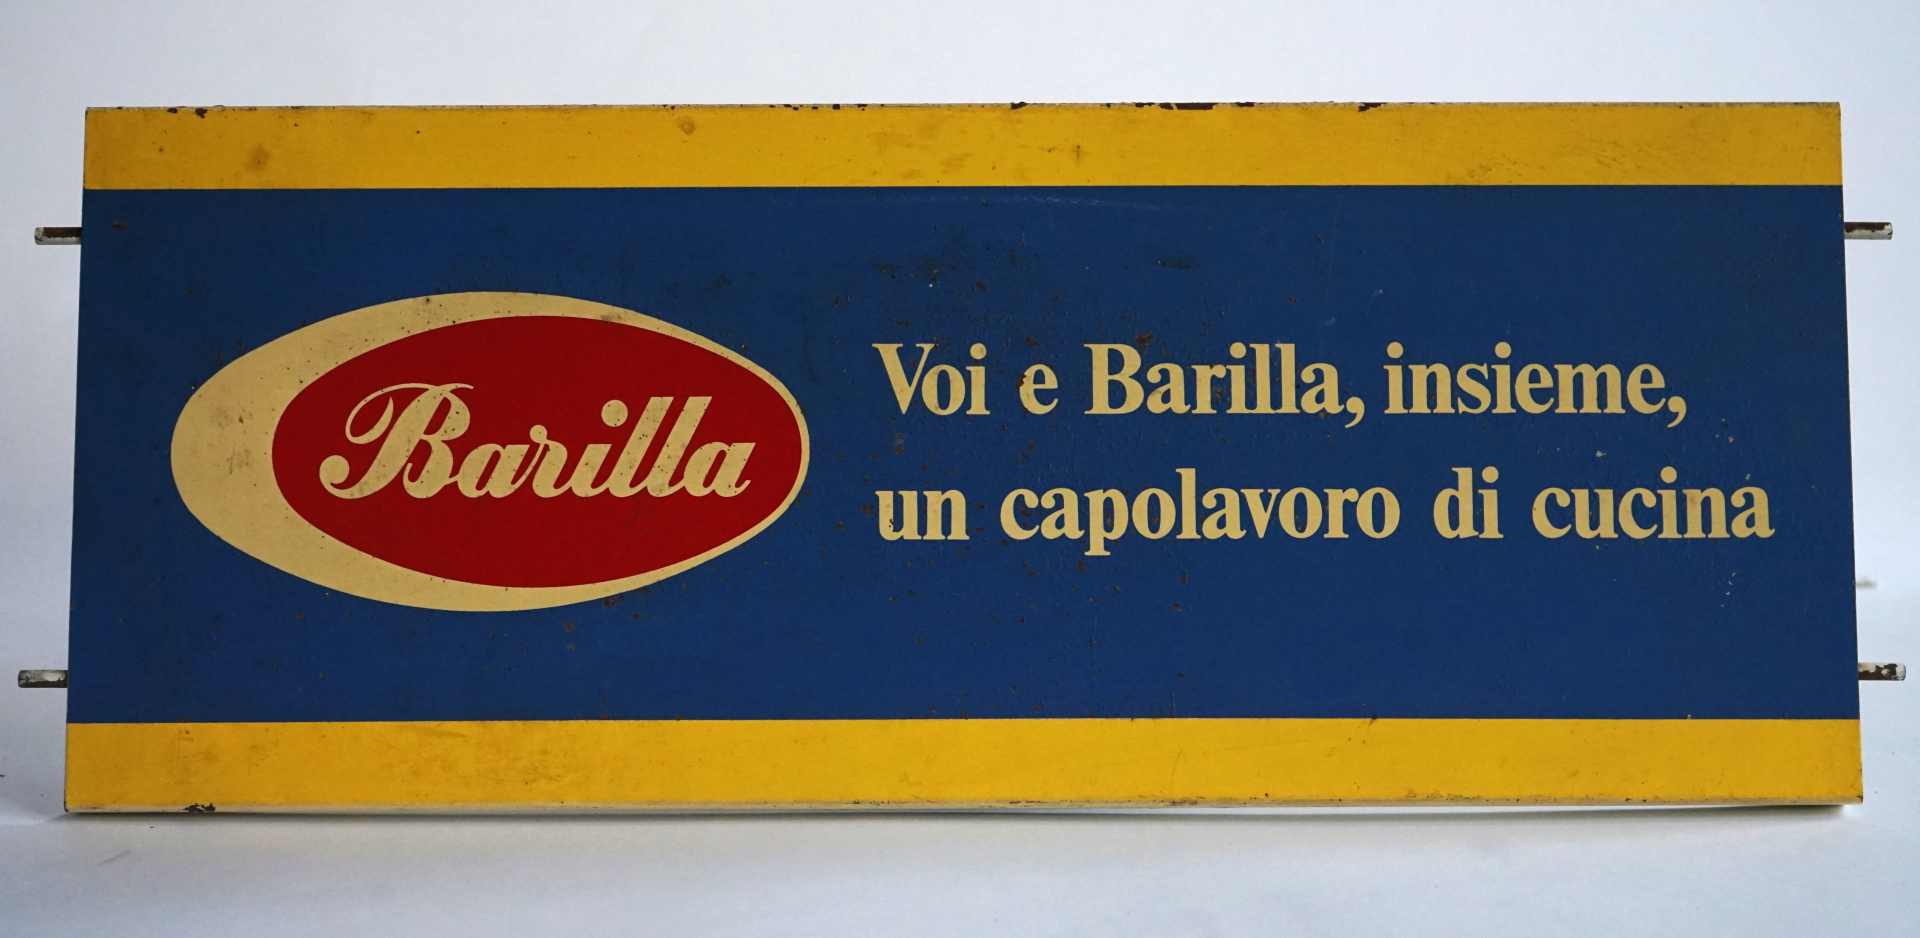 Barilla
Voi e Barilla, insieme,
un capolavoro di cucina